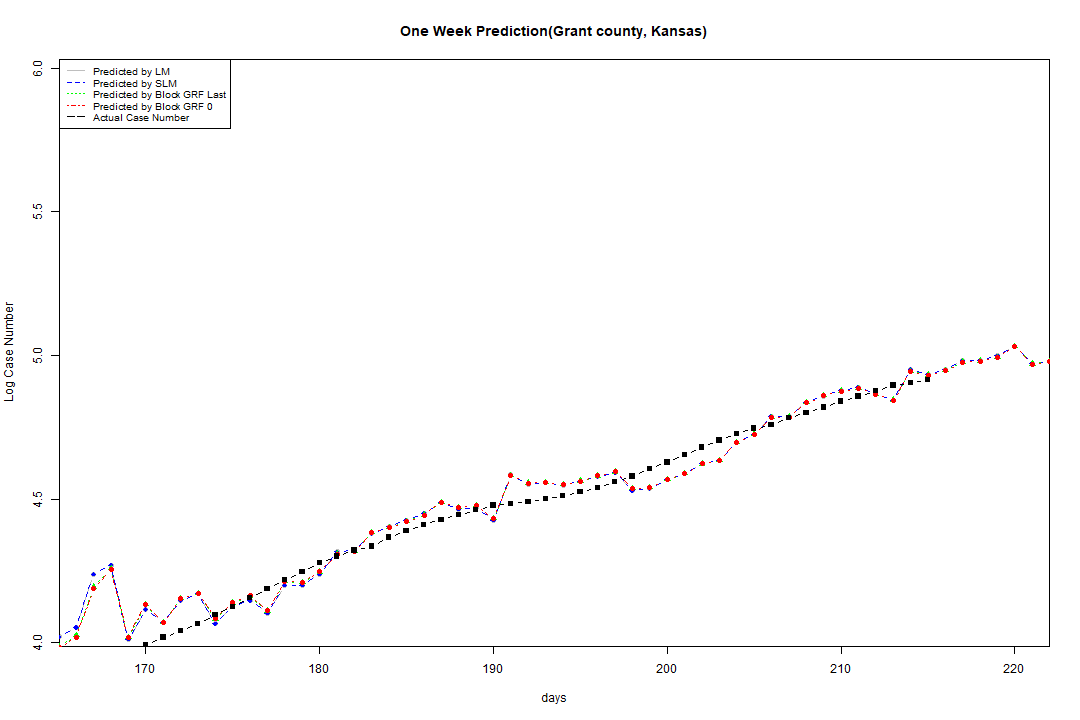 One Week Prediction(Grant county, Kansas)
Predicted by LM
Predicted by SLM
Predicted by Block GRF Last
Predicted by Block GRF 0
Actual Case Number
6.0
5.5
5.0
4.5
4.0
Log Case Number
170 180 190 200 210 220
days